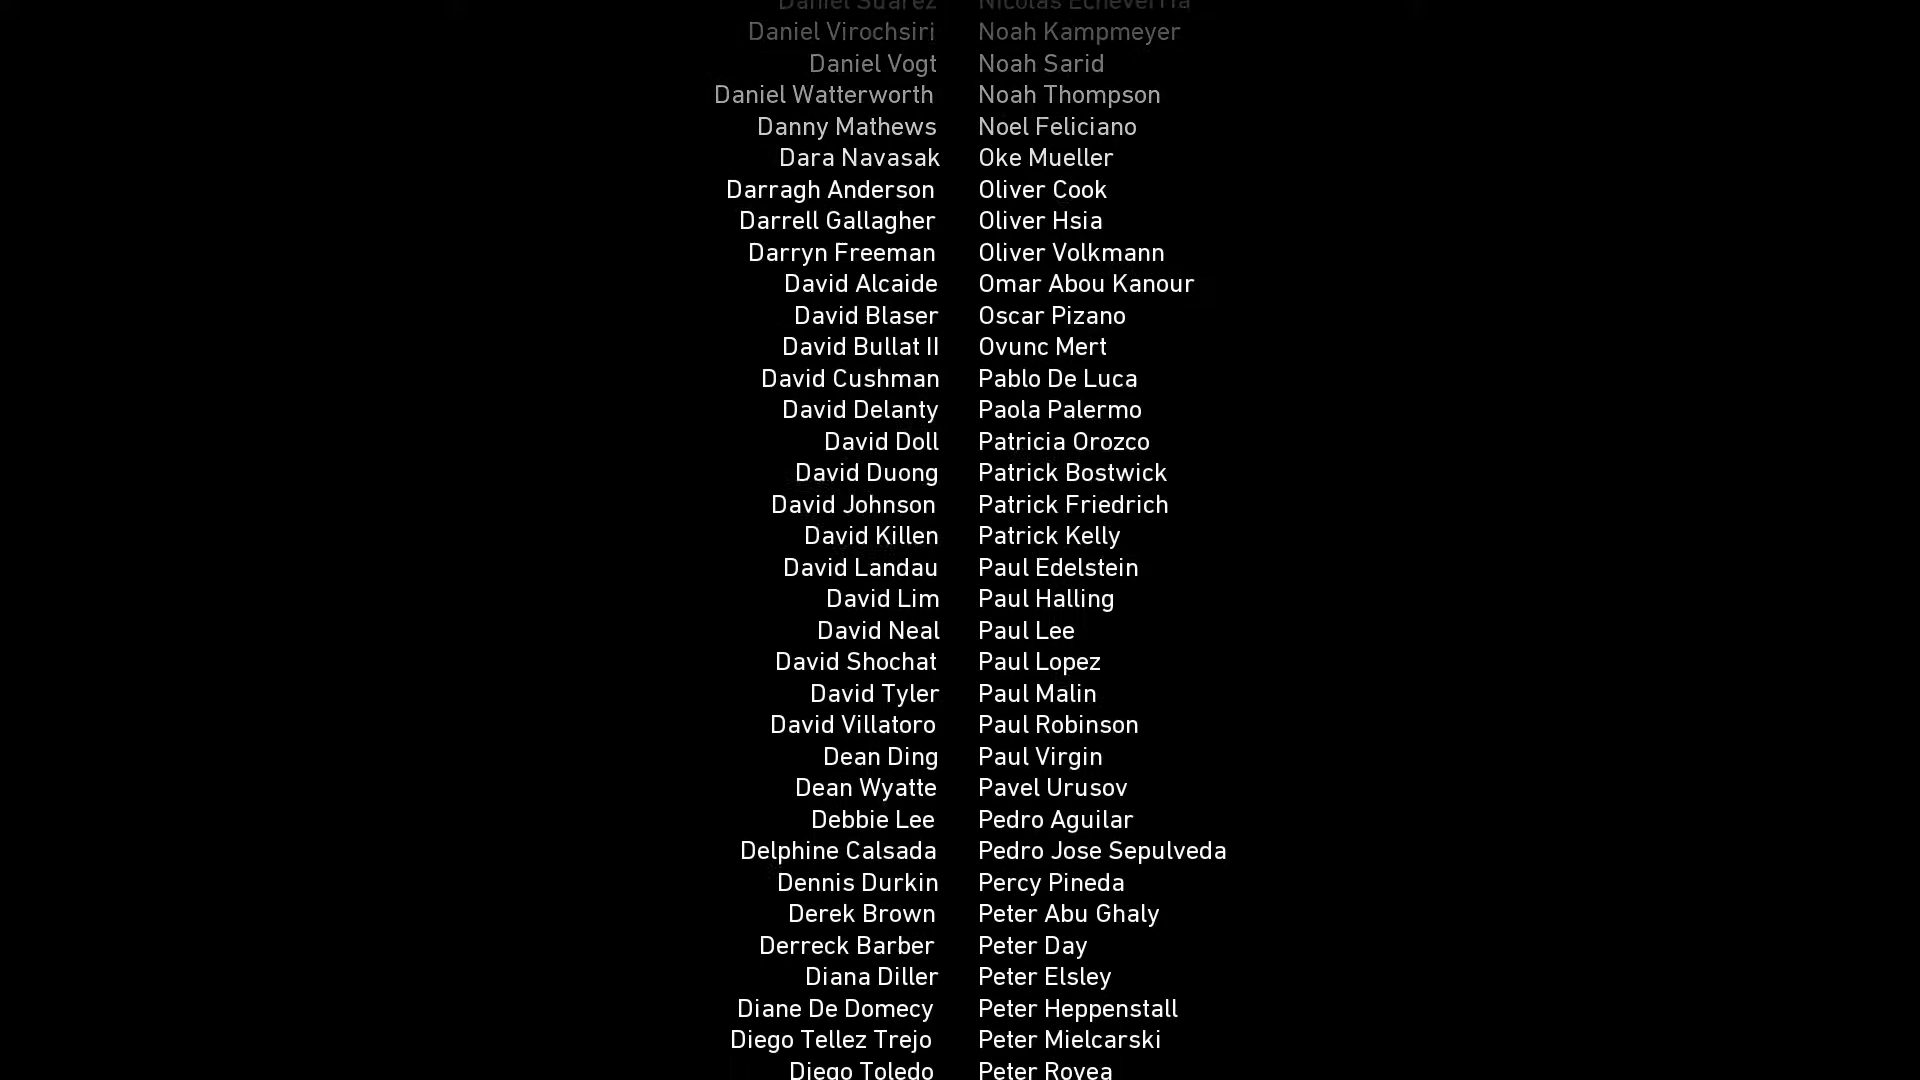 Daniel Suarez Nicolas Echeverria
Daniel Virochsiri Noah Kampmeyer
Daniel Vogt Noah Sarid
Daniel Watterworth Noah Thompson
Danny Mathews Noel Feliciano
Dara Navasak Oke Mueller
Darragh Anderson Oliver Cook
Darrell Gallagher Oliver Hsia
Darryn Freeman Oliver Volkmann
David Alcaide Omar Abou Kanour
David Blaser Oscar Pizano
David Bullat II Ovunc Mert
David Cushman Pablo De Luca
David Delanty Paola Palermo
David Doll Patricia Orozco
David Duong Patrick Bostwick
David Johnson Patrick Friedrich
David Killen Patrick Kelly
David Landau Paul Edelstein
David Lim Paul Halling
David Neal Paul Lee
David Shochat Paul Lopez
David Tyler Paul Malin
David Villatoro Paul Robinson
Dean Ding Paul Virgin
Dean Wyatte Pavel Urusov
Debbie Lee Pedro Aguilar
Delphine Calsada Pedro Jose Sepulveda
Dennis Durkin Percy Pineda
Derek Brown Peter Abu Ghaly
Derreck Barber Peter Day
Diana Diller Peter Elsley
Diane De Domecy Peter Heppenstall
Diego Tellez Trejo Peter Mielcarski
Diego Toledo Peter Rovea